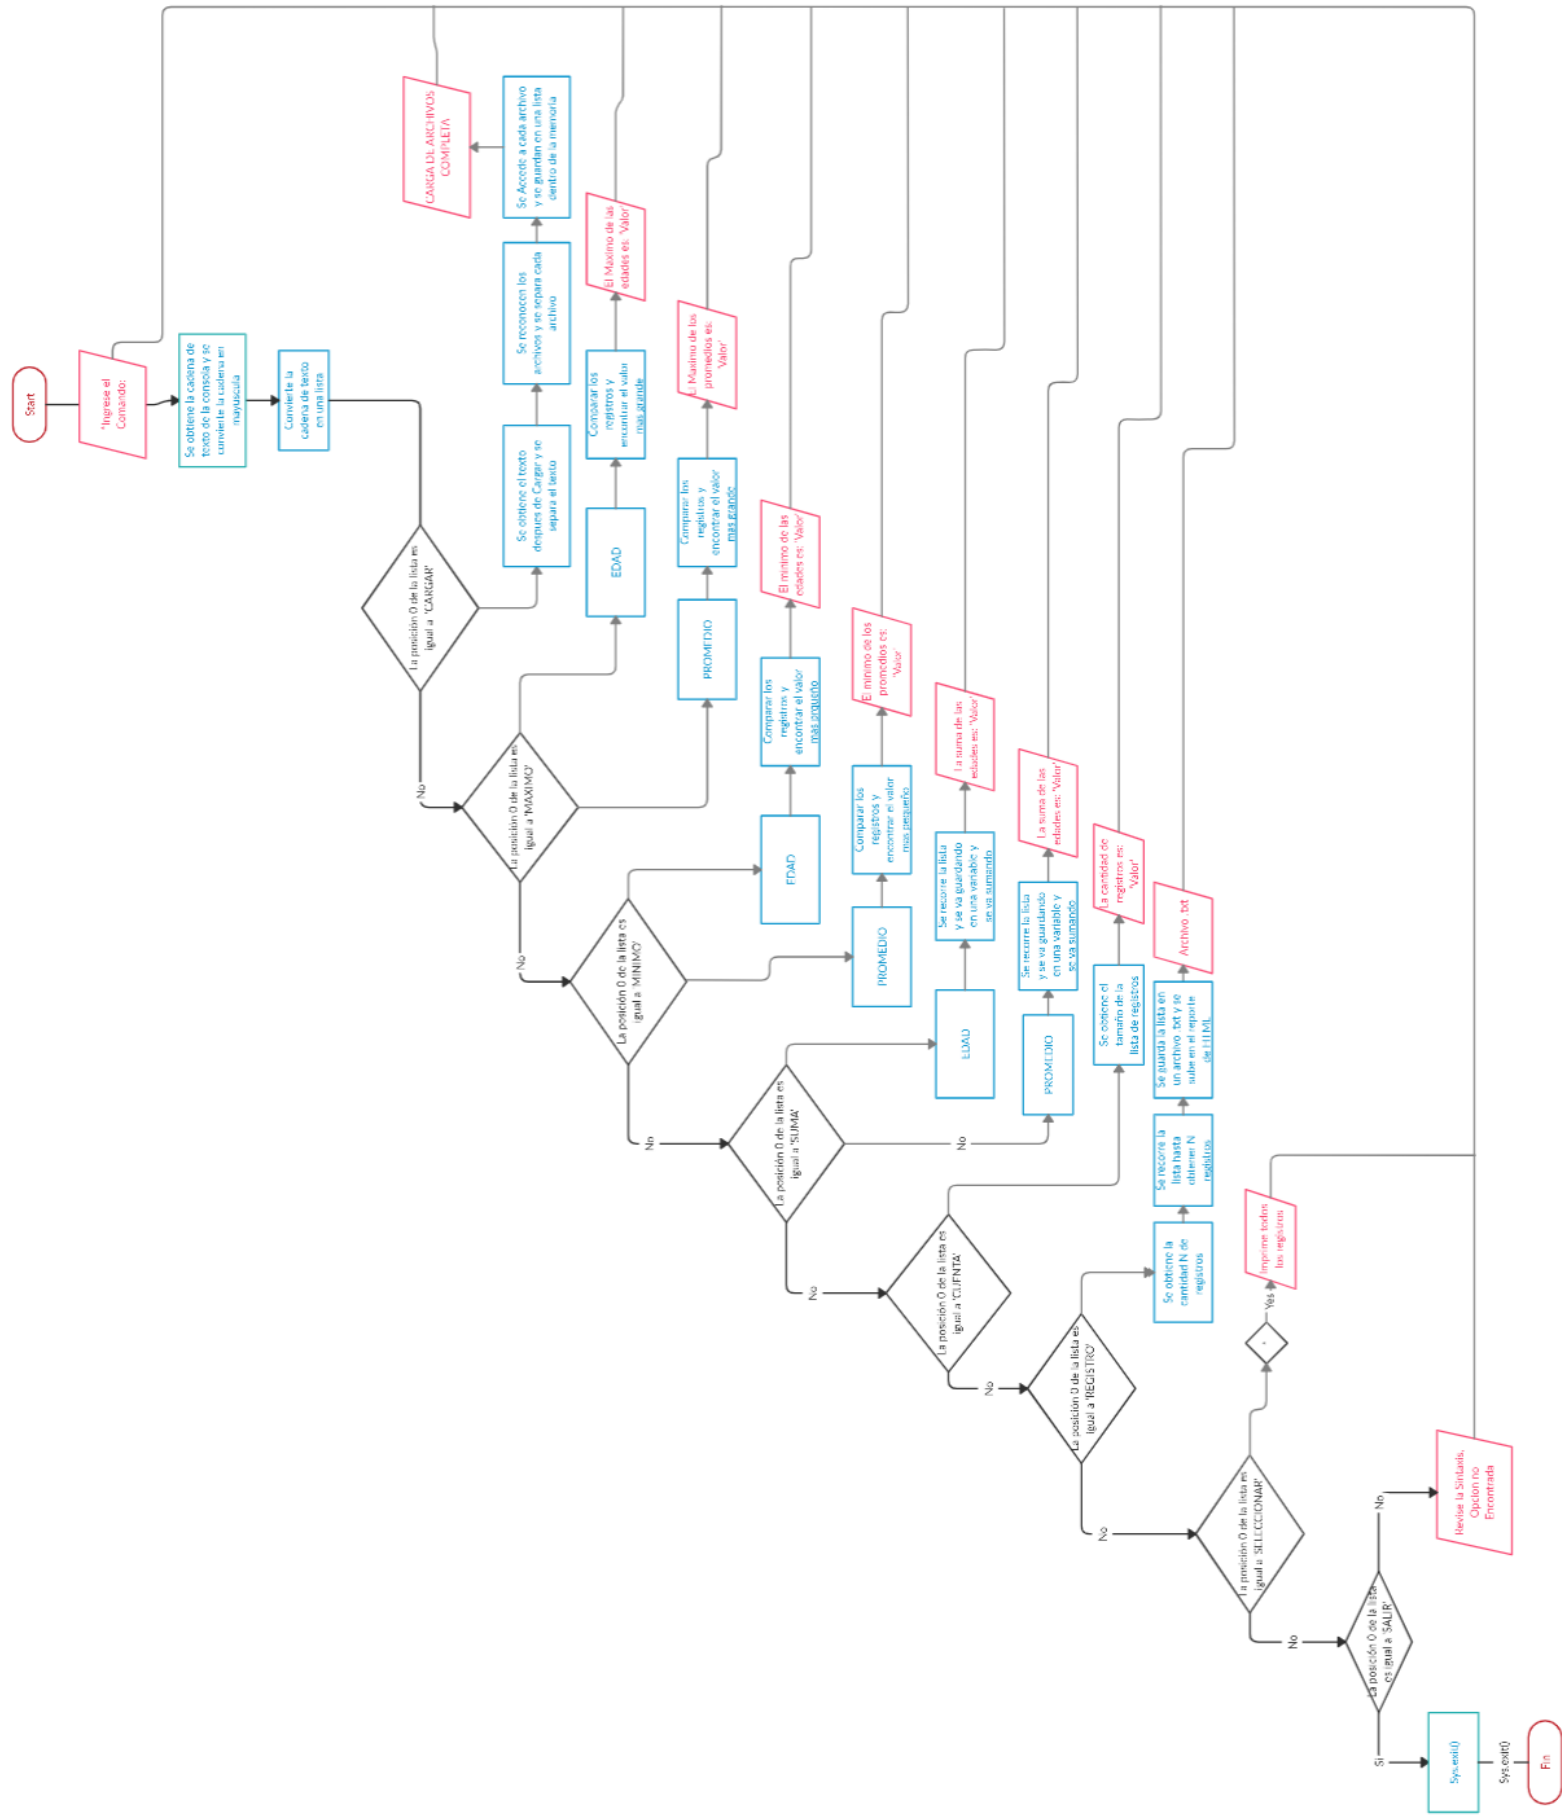 Start
"Ingrese el
Comando:
Se obtiene la cadena de
texto de la consola y se
convierte la cadena en
mayuscula
Convierte la
cadena de texto
en una lista
La posición 0 de la lista es
igual a 'CARGAR'
Se obtiene el texto
despues de Cargar y se
separa el texto
Se reconocen los
archivos y se separa cada
archivo
Se Accede a cada archivo
y se guardan en una lista
dentro de la memoria
CARGA DE ARCHIVOS
COMPLETA
No
La posición 0 de la lista es
igual a 'MAXIMO'
EDAD
Comparar los
registros y
encontrar el valor
mas grande
El Maximo de las
edades es: 'Valor'
PROMEDIO
Comparar los
registros y
encontrar el valor
mas grande
El Maximo de los
promedios es:
'Valor'
No
La posición 0 de la lista es
igual a 'MINIMO'
EDAD
Comparar los
registros y
encontrar el valor
mas pequeño
El minimo de las
edades es: 'Valor'
PROMEDIO
Comparar los
registros y
encontrar el valor
mas pequeño
El minimo de los
promedios es:
'Valor'
No
La posición 0 de la lista es
igual a 'SUMA'
EDAD
Se recorre la lista
y se va guardando
en una variable y
se va sumando
La suma de las
edades es: 'Valor'
No
PROMEDIO
Se recorre la lista
y se va guardando
en una variable y
se va sumando
La suma de las
edades es: 'Valor'
No
La posición 0 de la lista es
igual a 'CUENTA'
Se obtiene el
tamaño de la
lista de registros
La cantidad de
registros es:
'Valor'
No
La posición 0 de la lista es
igual a 'REGISTRO'
Se obtiene la
cantidad N de
registros
Se recorre la
lista hasta
obtener N
registros
Se guarda la lista en
un archivo .txt y se
sube en el reporte
de HTML
Archivo .txt
No
La posición 0 de la lista es
igual a 'SELECCIONAR'
Yes
Imprime todos
los registros
No
La posición 0 de la lista
es igual a 'SALIR'
No
Revise la Sintaxis,
Opcion no
Encontrada
Si
Sys.exit()
Sys.exit()
Fin